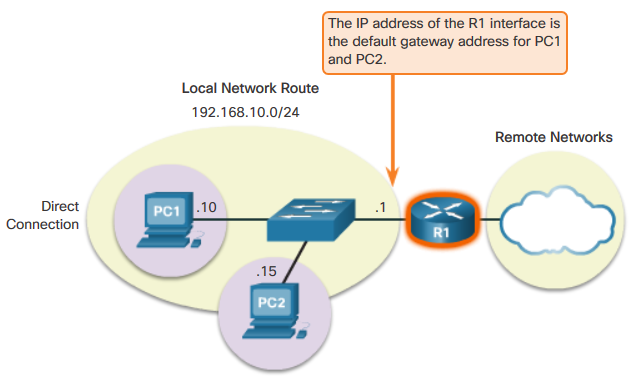 The IP address of the R1 interface is
the default gateway address for PC1
and PC2.
Local Network Route
192.168.10.0/24
Remote Networks
Direct
Connection
PC1
.10
.1
R1
.15
PC2